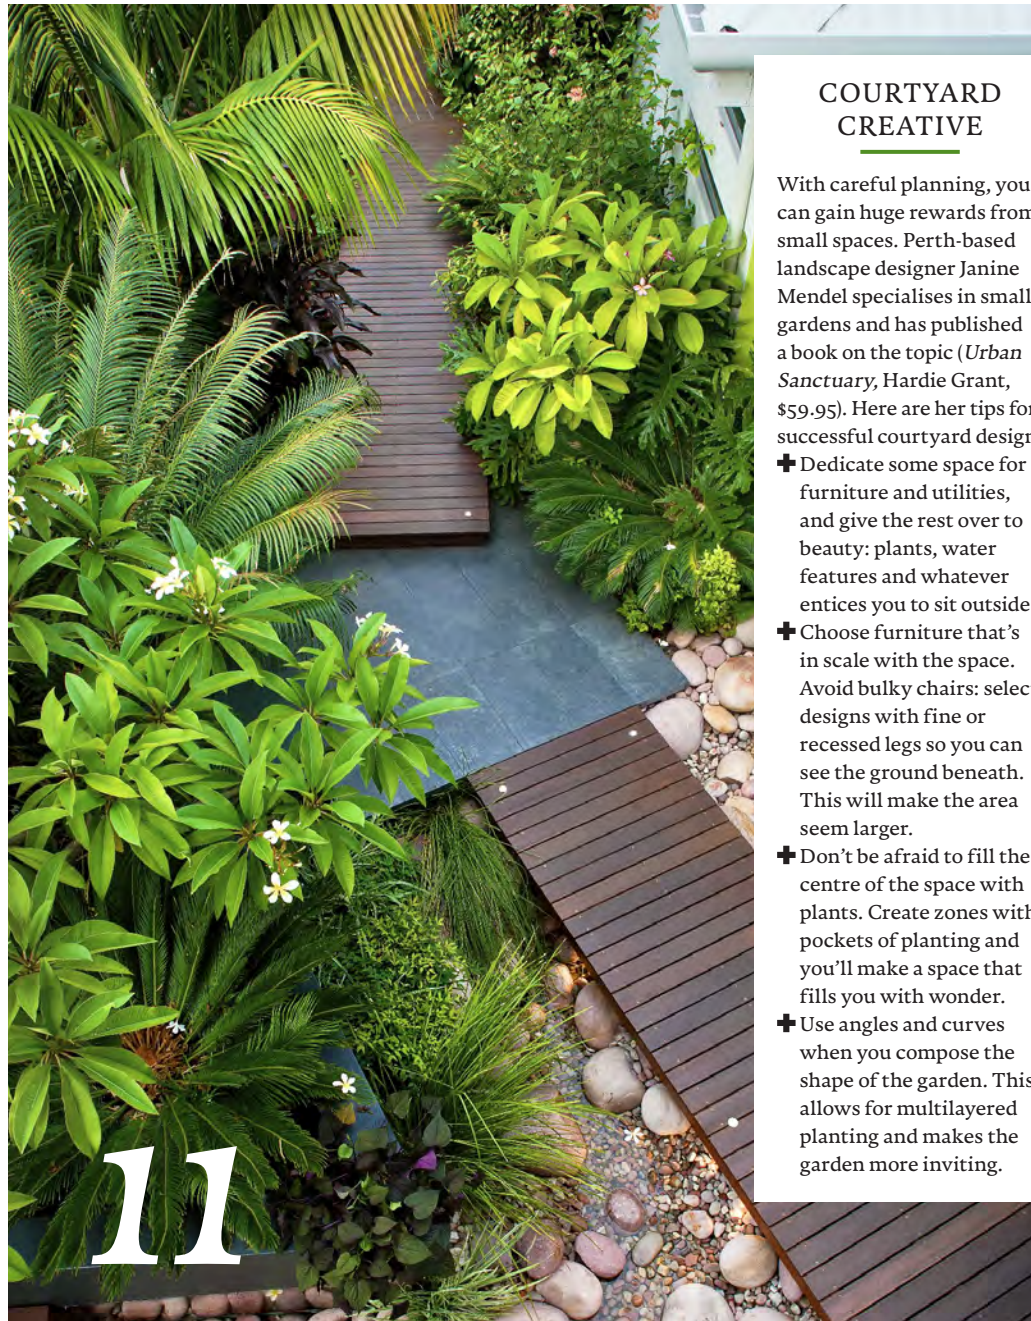 COURTYARD
CREATIVE
With careful planning, you
can gain huge rewards from
small spaces. Perth-based
landscape designer Janine
Mendel specialises in small
gardens and has published
a book on the topic (Urban
Sanctuary, Hardie Grant,
$59.95). Here are her tips for
successful courtyard design
✚ Dedicate some space for
furniture and utilities,
and give the rest over to
beauty: plants, water
features and whatever
entices you to sit outside
✚ Choose furniture that’s
in scale with the space.
Avoid bulky chairs: select
designs with fine or
recessed legs so you can
see the ground beneath.
This will make the area
seem larger.
✚ Don’t be afraid to fill the
centre of the space with
plants. Create zones with
pockets of planting and
you’ll make a space that
fills you with wonder.
✚ Use angles and curves
when you compose the
shape of the garden. This
allows for multilayered
planting and makes the
garden more inviting.
11